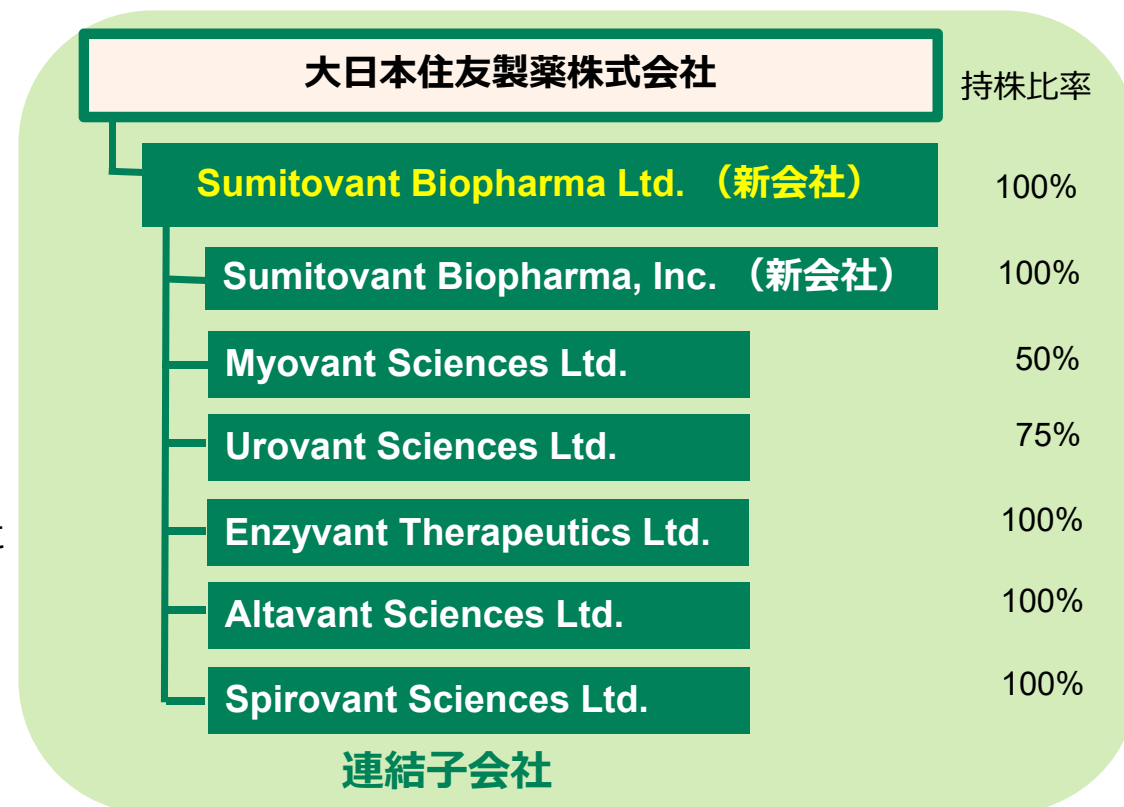 大日本住友製薬株式会社
持株比率
Sumitovant Biopharma Ltd. （新会社） 100%
Sumitovant Biopharma, Inc. （新会社） 100%
Myovant Sciences Ltd. 50%
Urovant Sciences Ltd. 75%
Enzyvant Therapeutics Ltd. 100%
Altavant Sciences Ltd. 100%
Spirovant Sciences Ltd. 100%
連結子会社